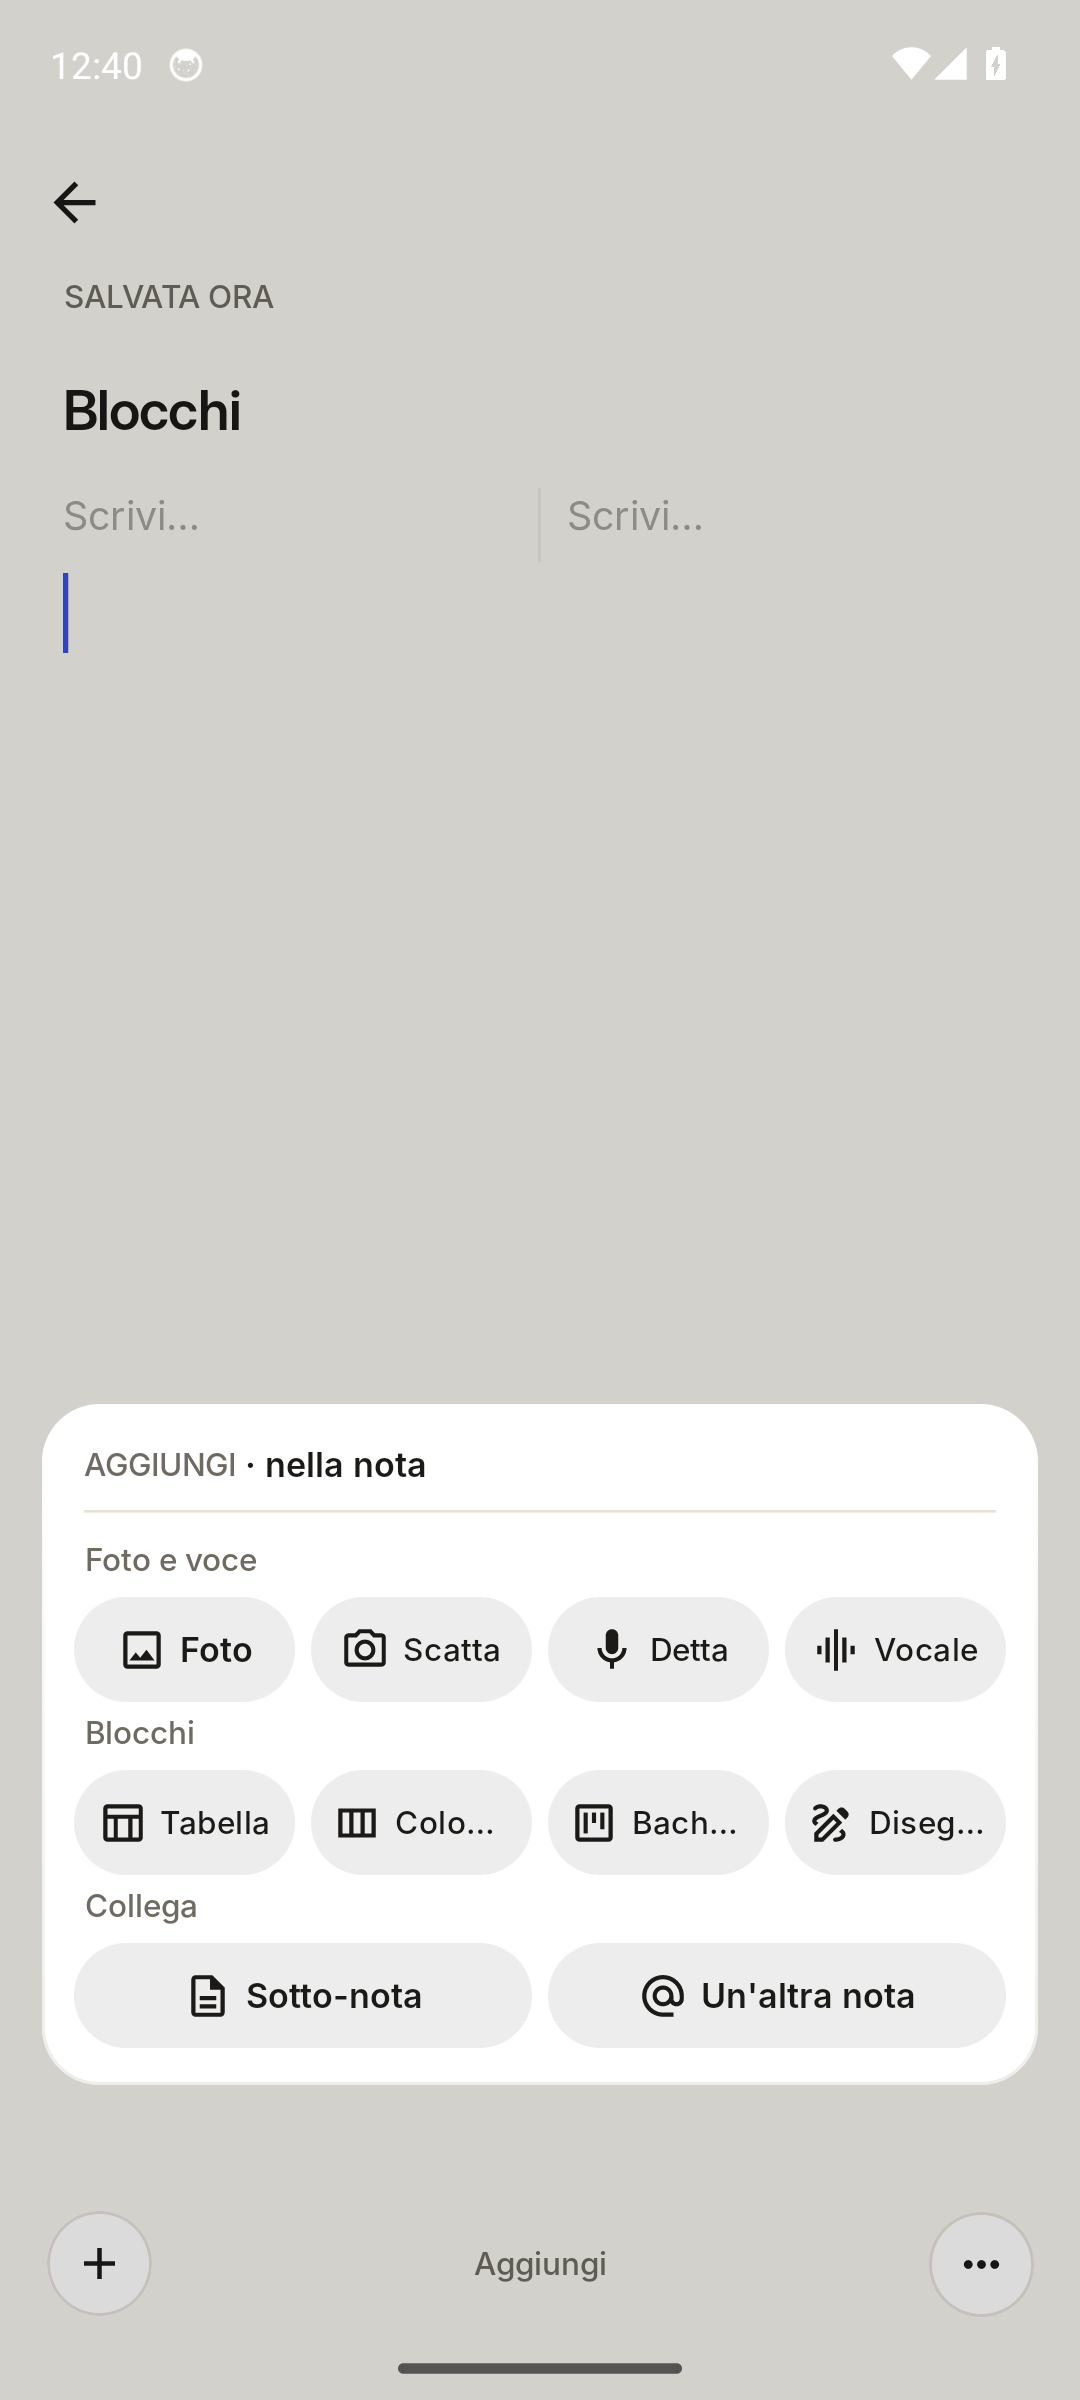 12:40
SALVATA ORA
Blocchi
Scrivi... Scrivi...
AGGIUNGI · nella nota
Foto e voce
Foto Scatta Detta Vocale
Blocchi
Tabella Colo... Bach... Diseg...
Collega
Sotto-nota Un'altra nota
Aggiungi